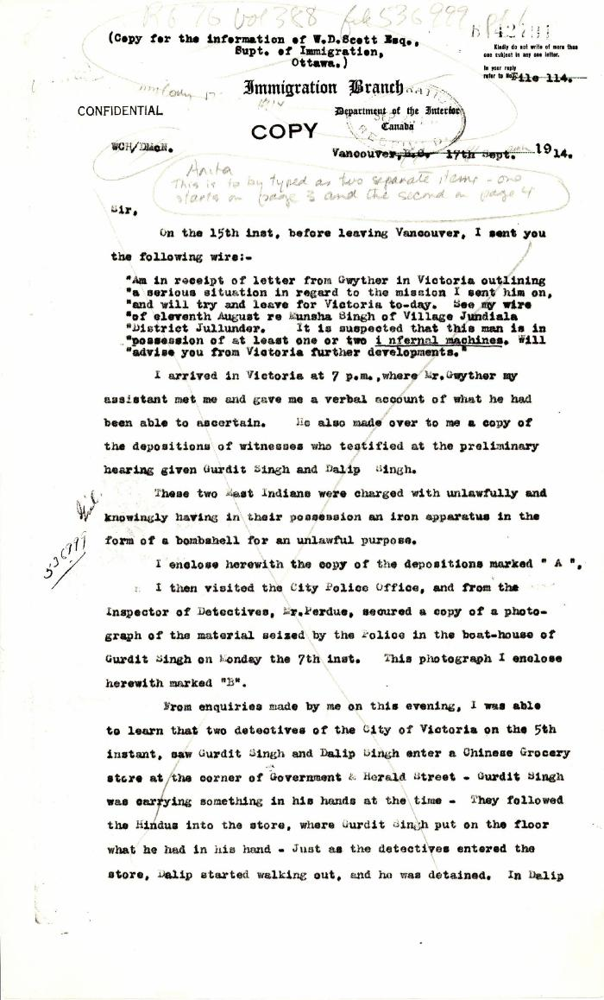 RG 76 vol 388 file 536999 pt 1
(Copy for the information of W.D.Scott Esq.,
Supt. of Immigration,
Ottawa.)
Kindly do not write of more than
one subject in any one letter.
In your reply
refer to No. File 114.
Immigration Branch
CONFIDENTIAL
Department of the Interior
Canada
COPY
WCH/DMcN.
Vancouver, B.C. 17th Sept. 1914.
Anita
This is to by typed as two separate items - one
starts on page 3 and the second on page 4
Sir,
On the 15th inst, before leaving Vancouver, I sent you
the following wire:-
"Am in receipt of letter from Gwyther in Victoria outlining
"a serious situation in regard to the mission I sent him on,
"and will try and leave for Victoria to-day. See my wire
"of eleventh August re Munsha Singh of Village Jundiala
"District Jullunder. It is suspected that this man is in
"possession of at least one or two i nfernal machines. Will
"advise you from Victoria further developments."
I arrived in Victoria at 7 p.m.,where Mr.Gwyther my
assistant met me and gave me a verbal account of what he had
been able to ascertain. He also made over to me a copy of
the depositions of witnesses who testified at the preliminary
hearing given Gurdit Singh and Dalip Singh.
These two East Indians were charged with unlawfully and
knowingly having in their possession an iron apparatus in the
form of a bombshell for an unlawful purpose.
536999
I enclose herewith the copy of the depositions marked " A ",
I then visited the City Police Office, and from the
Inspector of Detectives, Mr.Perdue, secured a copy of a photo-
graph of the material seized by the Police in the boat-house of
Gurdit Singh on Monday the 7th inst. This photograph I enclose
herewith marked "B".
From enquiries made by me on this evening, I was able
to learn that two detectives of the City of Victoria on the 5th
instant, saw Gurdit Singh and Dalip Singh enter a Chinese Grocery
store at the corner of Government & Herald Street - Gurdit Singh
was carrying something in his hands at the time - They followed
the Hindus into the store, where Gurdit Singh put on the floor
what he had in his hand - Just as the detectives entered the
store, Dalip started walking out, and he was detained. In Dalip